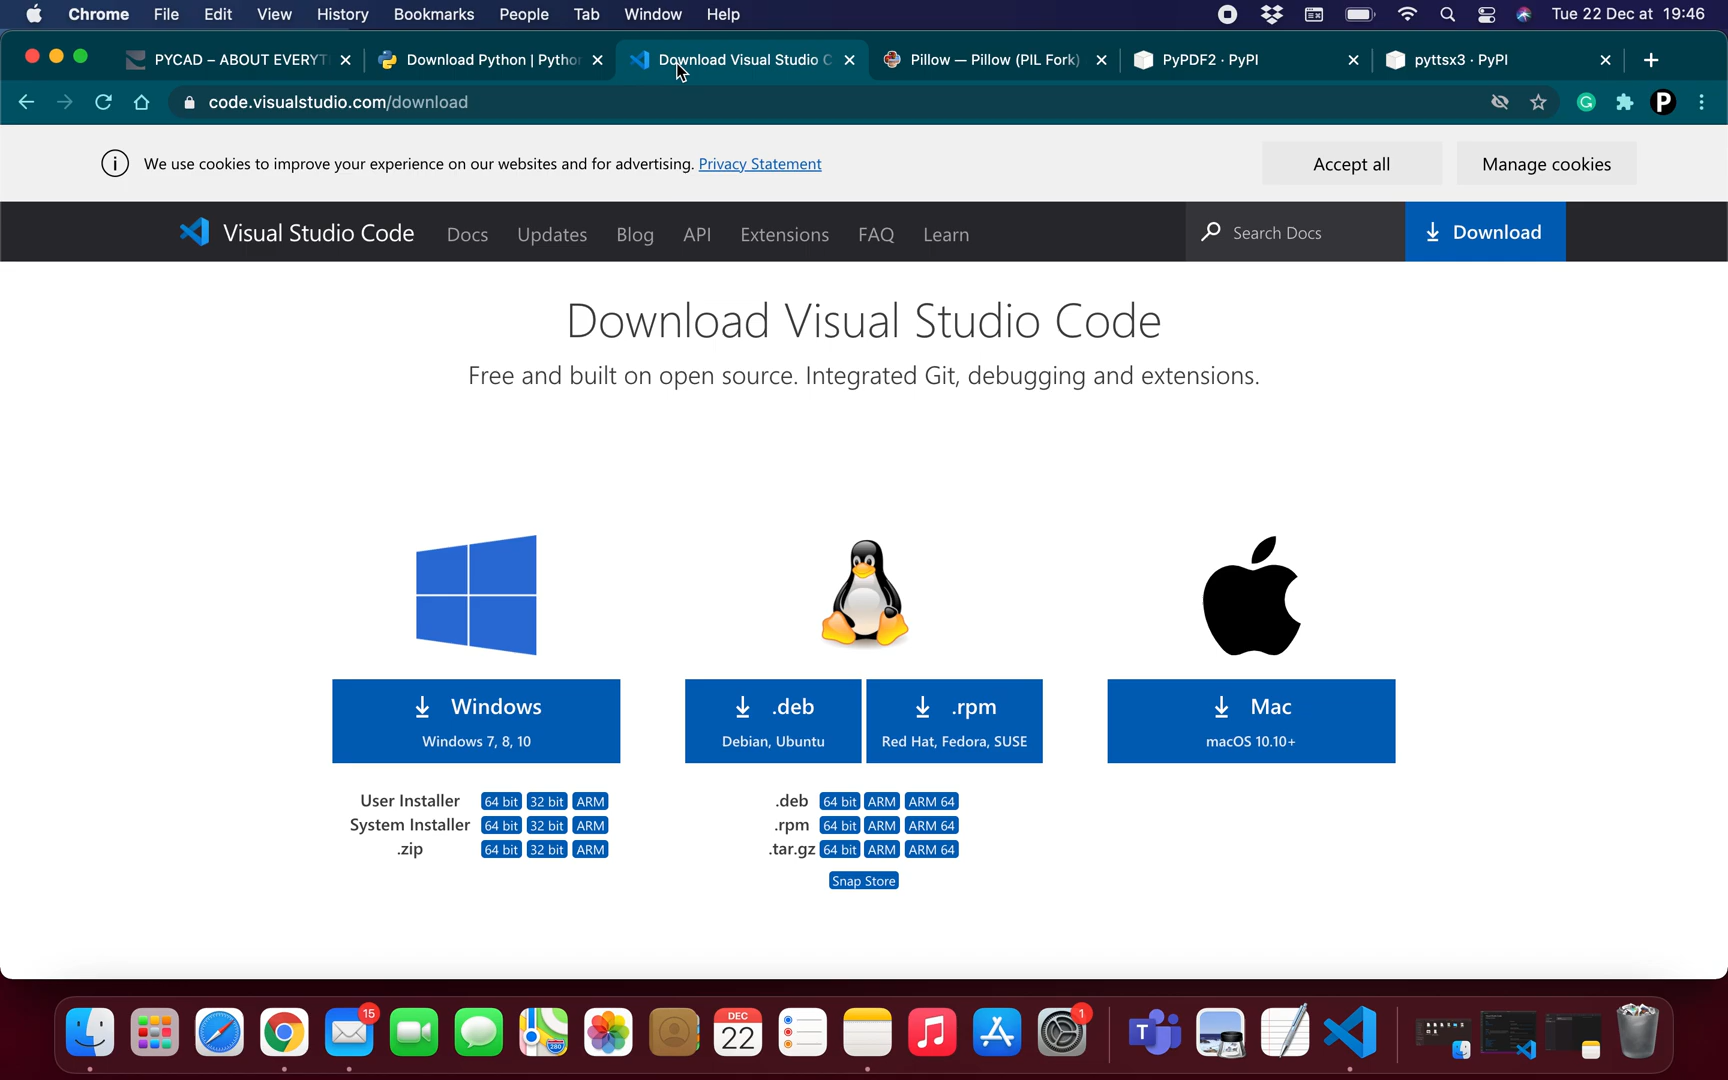 Chrome File Edit View History Bookmarks People Tab Window Help Tue 22 Dec at 19:46
PYCAD – ABOUT EVERYT Download Python | Pytho Download Visual Studio C Pillow — Pillow (PIL Fork) PyPDF2 · PyPI pyttsx3 · PyPI
code.visualstudio.com/download P
We use cookies to improve your experience on our websites and for advertising. Privacy Statement Accept all Manage cookies
Visual Studio Code Docs Updates Blog API Extensions FAQ Learn Search Docs Download
Download Visual Studio Code
Free and built on open source. Integrated Git, debugging and extensions.
Windows .deb .rpm Mac
Windows 7, 8, 10 Debian, Ubuntu Red Hat, Fedora, SUSE macOS 10.10+
User Installer 64 bit 32 bit ARM .deb 64 bit ARM ARM 64
System Installer 64 bit 32 bit ARM .rpm 64 bit ARM ARM 64
.zip 64 bit 32 bit ARM .tar.gz 64 bit ARM ARM 64
Snap Store
15 DEC 1
22